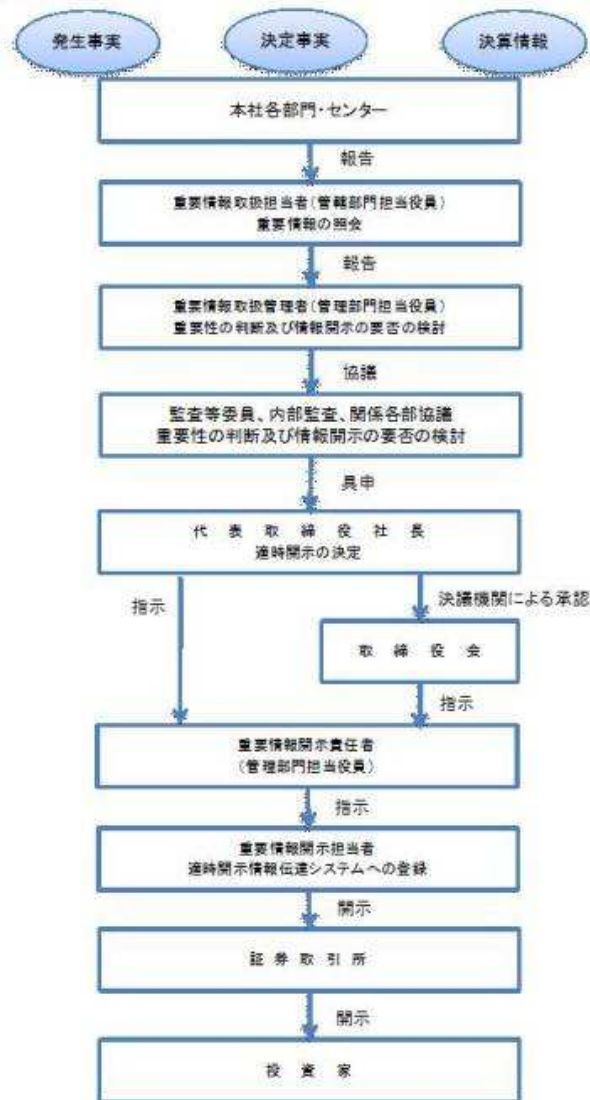 発生事実
決定事実
決算情報
本社各部門・センター
報告
重要情報取扱担当者(管轄部門担当役員)
重要情報の照会
報告
重要情報取扱管理者(管理部門担当役員)
重要性の判断及び情報開示の要否の検討
協議
監査等委員、内部監査、関係各部協議
重要性の判断及び情報開示の要否の検討
具申
代表取締役社長
適時開示の決定
指示
決議機関による承認
取締役会
指示
重要情報開示責任者
(管理部門担当役員)
指示
重要情報開示担当者
適時開示情報伝達システムへの登録
開示
証券取引所
開示
投資家